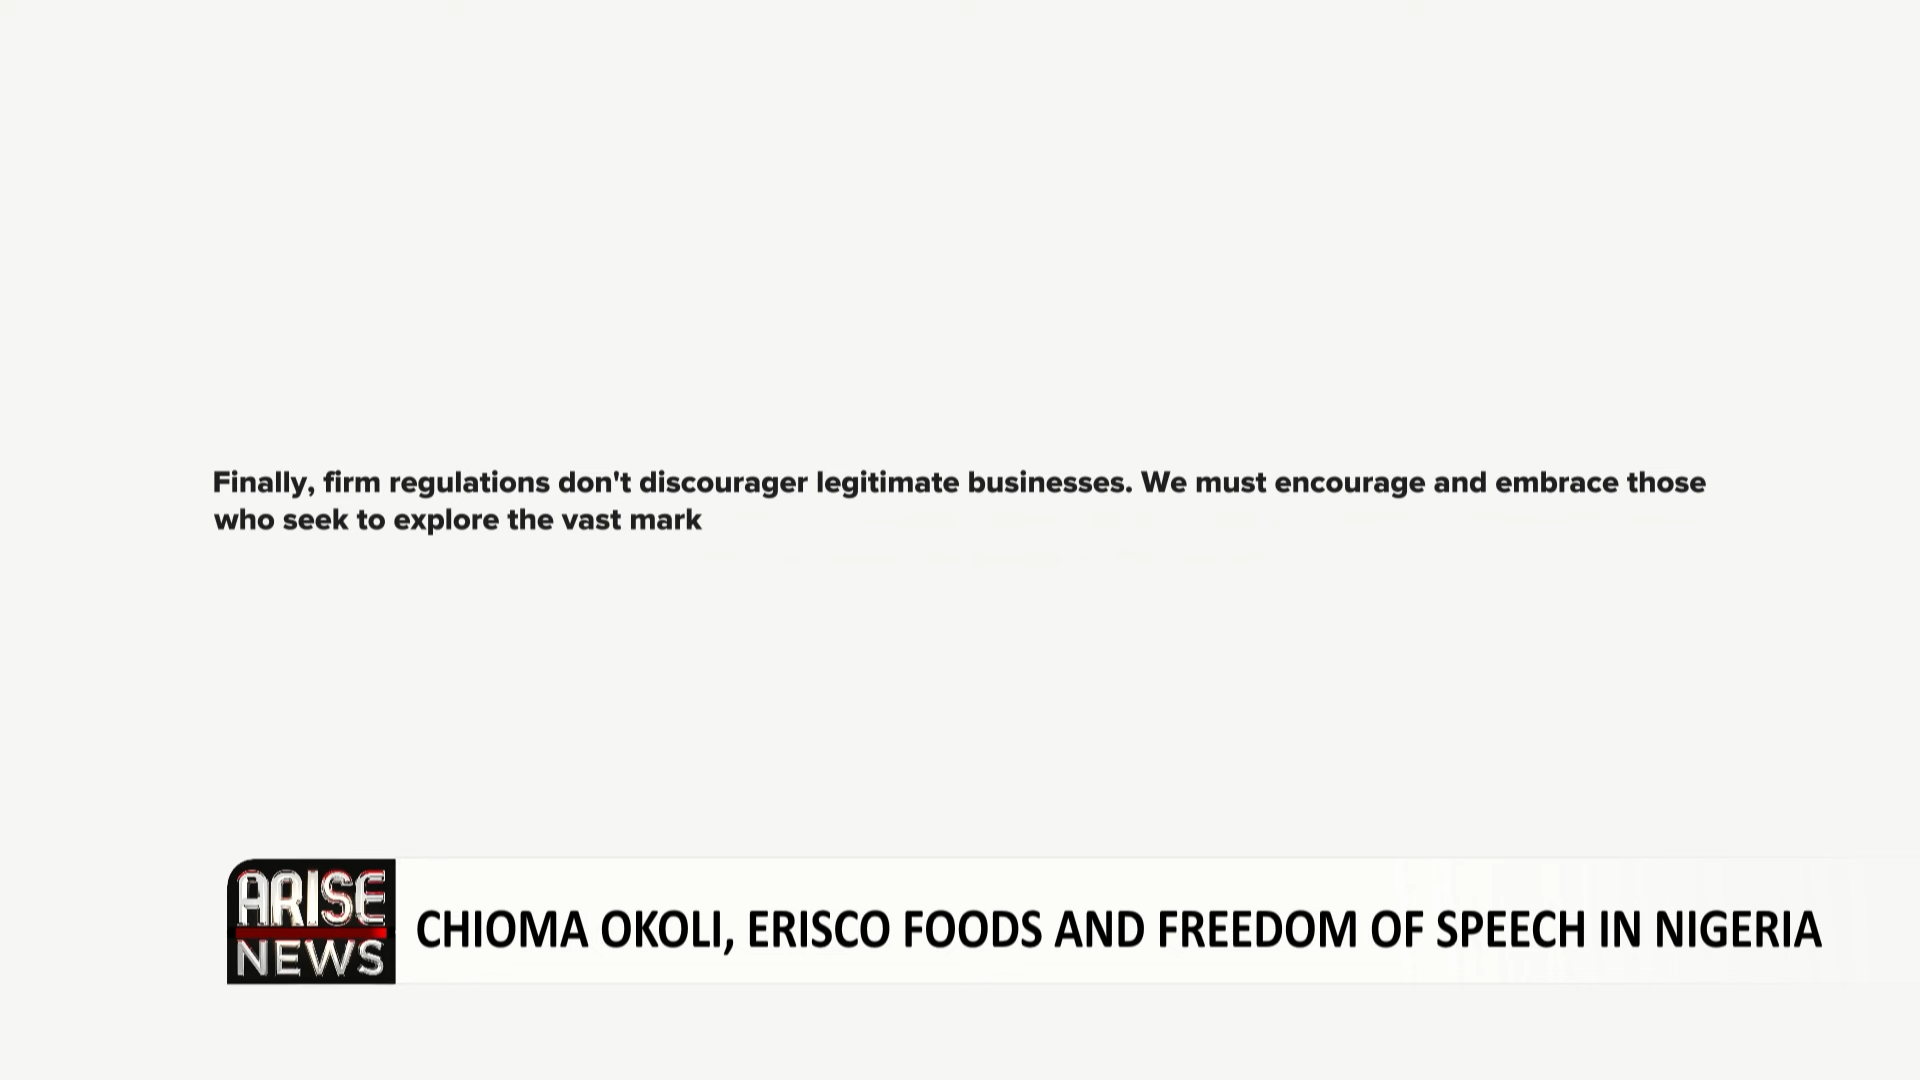 Finally, firm regulations don't discourager legitimate businesses. We must encourage and embrace those
who seek to explore the vast mark
ARISE
NEWS
CHIOMA OKOLI, ERISCO FOODS AND FREEDOM OF SPEECH IN NIGERIA